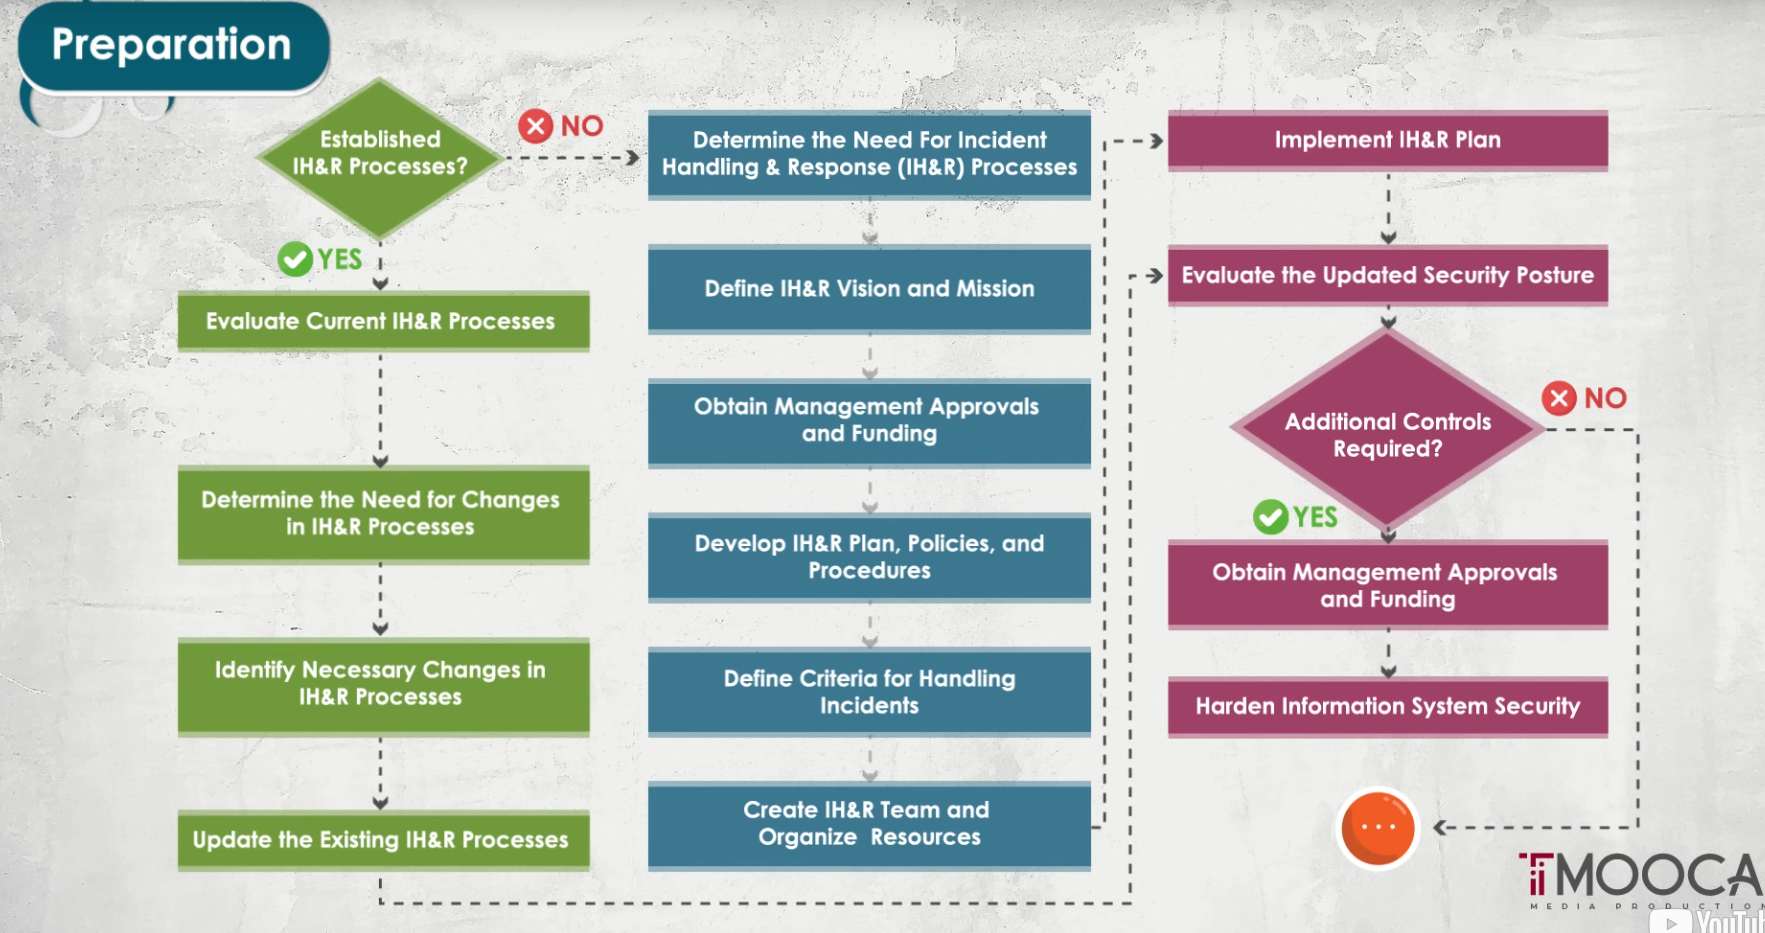 Preparation
Established
IH&R Processes?
NO
YES
Evaluate Current IH&R Processes
Determine the Need for Changes
in IH&R Processes
Identify Necessary Changes in
IH&R Processes
Update the Existing IH&R Processes
Determine the Need For Incident
Handling & Response (IH&R) Processes
Define IH&R Vision and Mission
Obtain Management Approvals
and Funding
Develop IH&R Plan, Policies, and
Procedures
Define Criteria for Handling
Incidents
Create IH&R Team and
Organize Resources
Implement IH&R Plan
Evaluate the Updated Security Posture
Additional Controls
Required?
NO
YES
Obtain Management Approvals
and Funding
Harden Information System Security
MOOCA
MEDIA PRODUCTION
YouTub